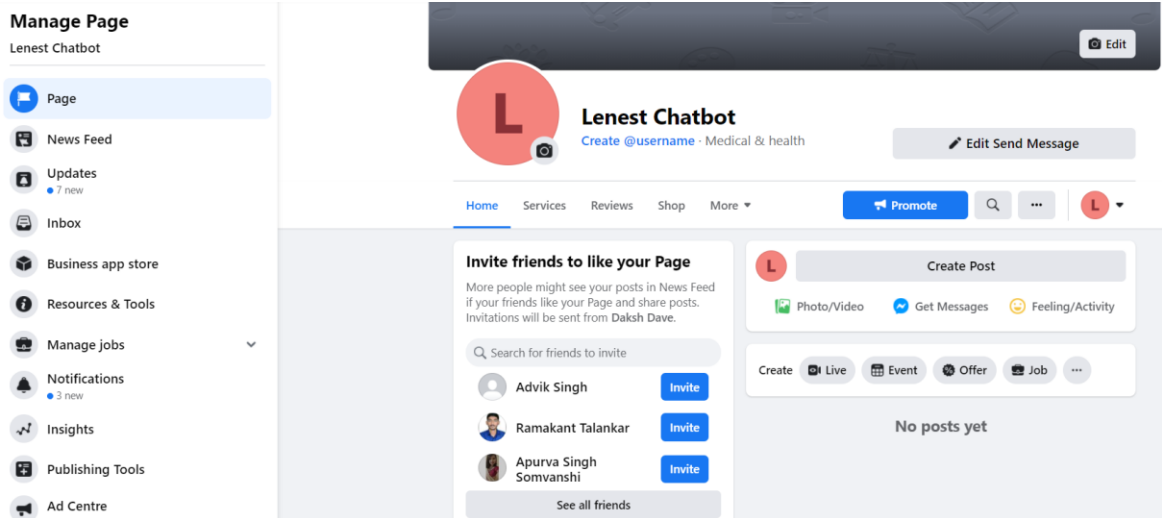 Manage Page
Lenest Chatbot
Page
News Feed
Updates
7 new
Inbox
Business app store
Resources & Tools
Manage jobs
Notifications
3 new
Insights
Publishing Tools
Ad Centre
Edit
L
Lenest Chatbot
Create @username · Medical & health
Edit Send Message
Home Services Reviews Shop More
Promote
L
Invite friends to like your Page
More people might see your posts in News Feed
if your friends like your Page and share posts.
Invitations will be sent from Daksh Dave.
Search for friends to invite
Advik Singh Invite
Ramakant Talankar Invite
Apurva Singh
Somvanshi Invite
See all friends
L Create Post
Photo/Video Get Messages Feeling/Activity
Create Live Event Offer Job
No posts yet